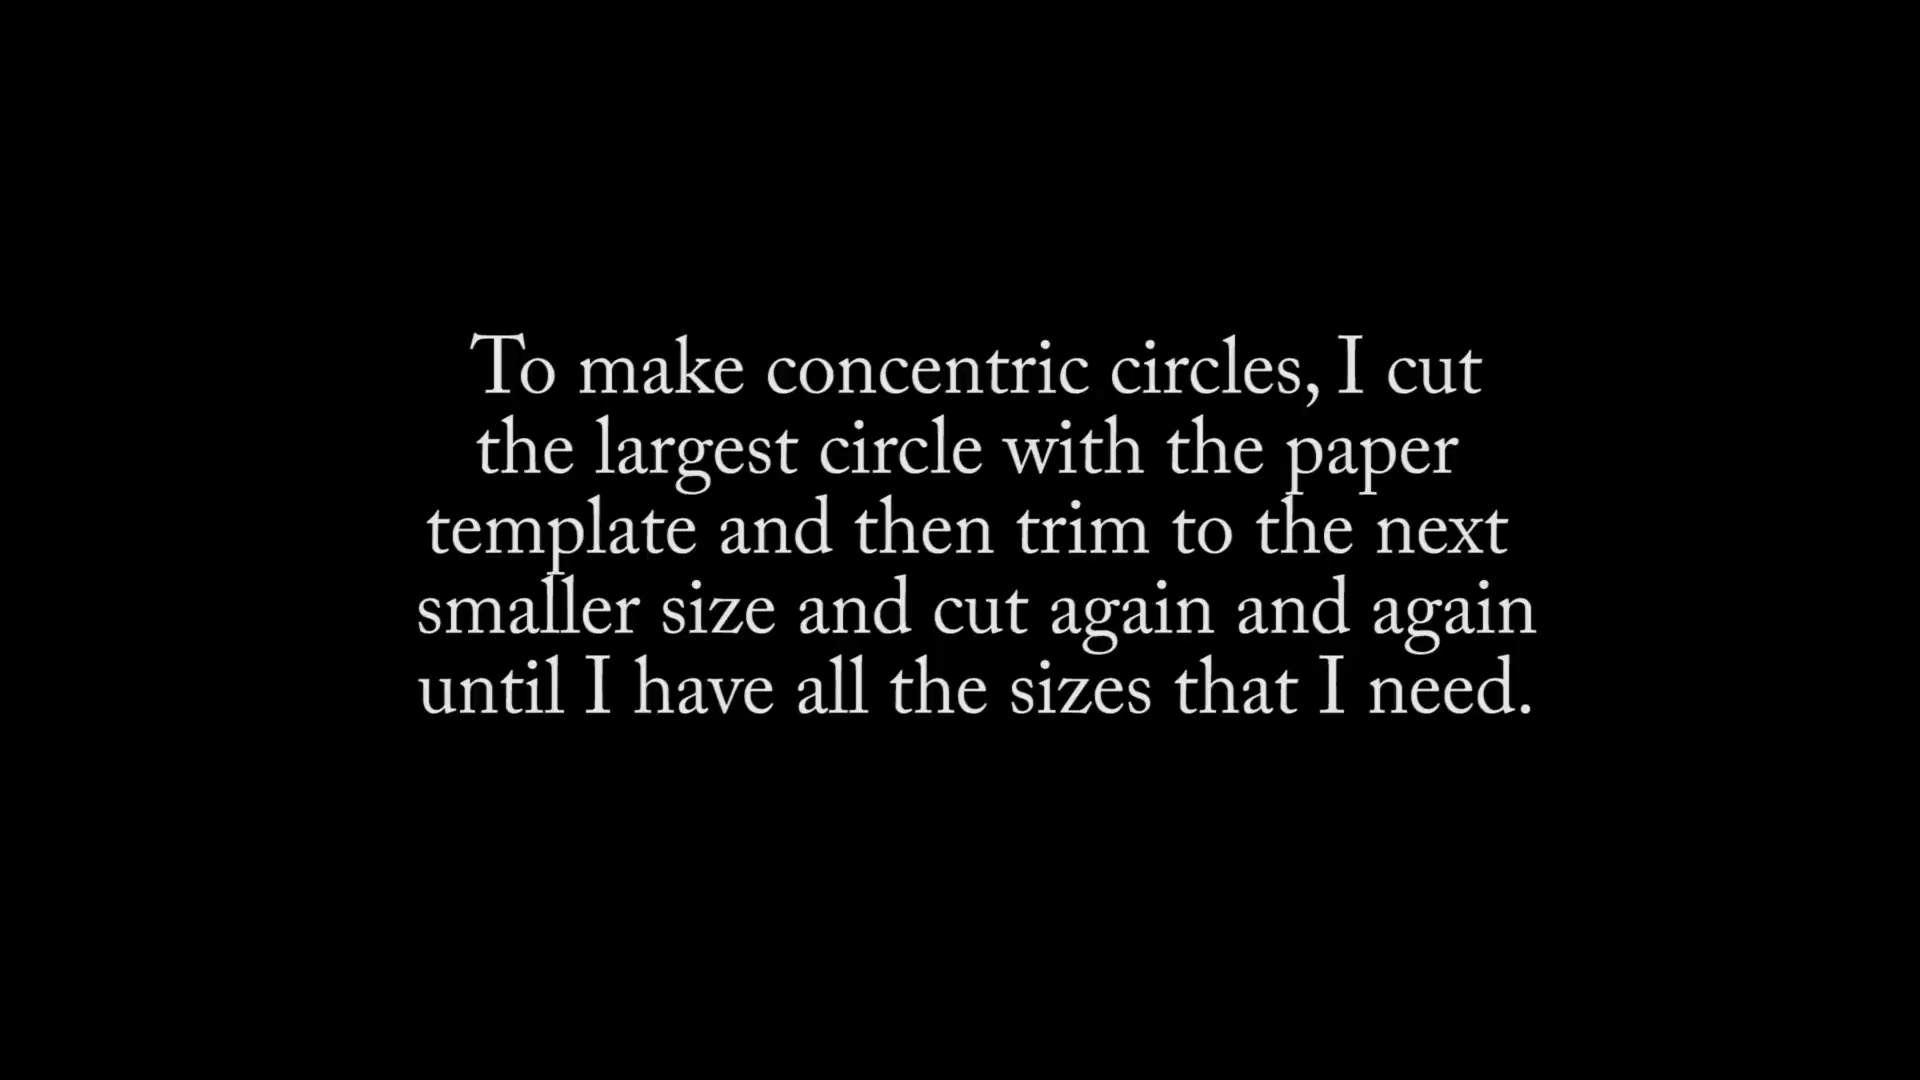 To make concentric circles, I cut
the largest circle with the paper
template and then trim to the next
smaller size and cut again and again
until I have all the sizes that I need.